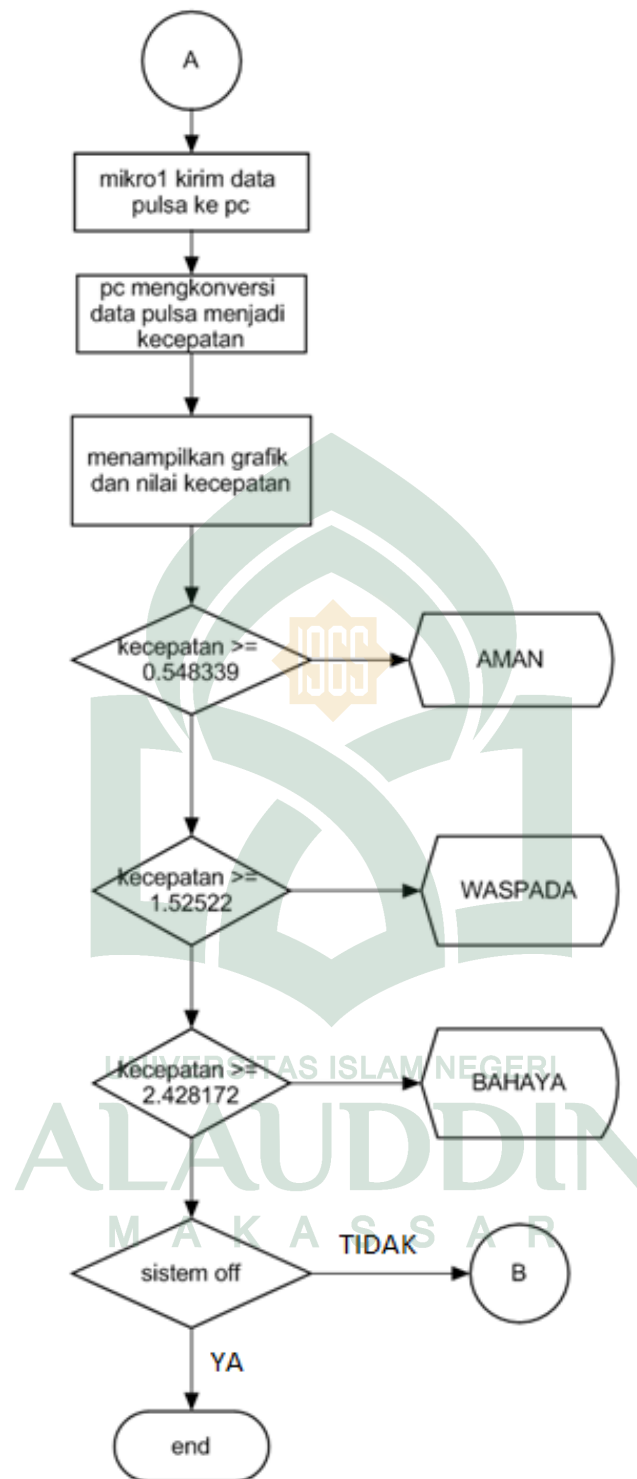 A
mikro1 kirim data
pulsa ke pc
pc mengkonversi
data pulsa menjadi
kecepatan
menampilkan grafik
dan nilai kecepatan
kecepatan >=
0.548339
AMAN
1965
kecepatan >=
1.52522
WASPADA
kecepatan >=
2.428172
BAHAYA
UNIVERSITAS ISLAM NEGERI
ALAUDDIN
MAKASSAR
sistem off
TIDAK
B
YA
end